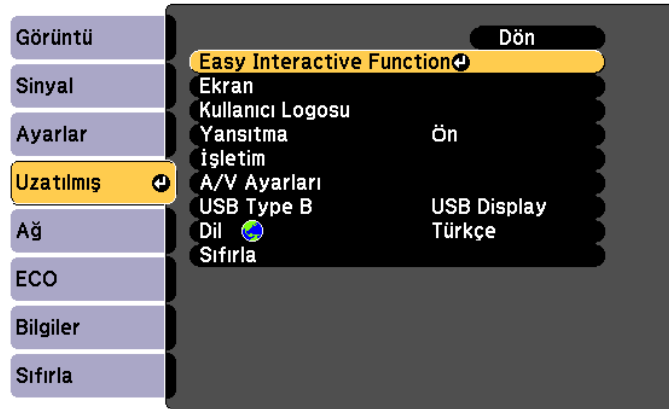 Görüntü
Sinyal
Ayarlar
Uzatılmış
Ağ
ECO
Bilgiler
Sıfırla
Dön
Easy Interactive Function
Ekran
Kullanıcı Logosu
Yansıtma Ön
İşletim
A/V Ayarları
USB Type B USB Display
Dil Türkçe
Sıfırla